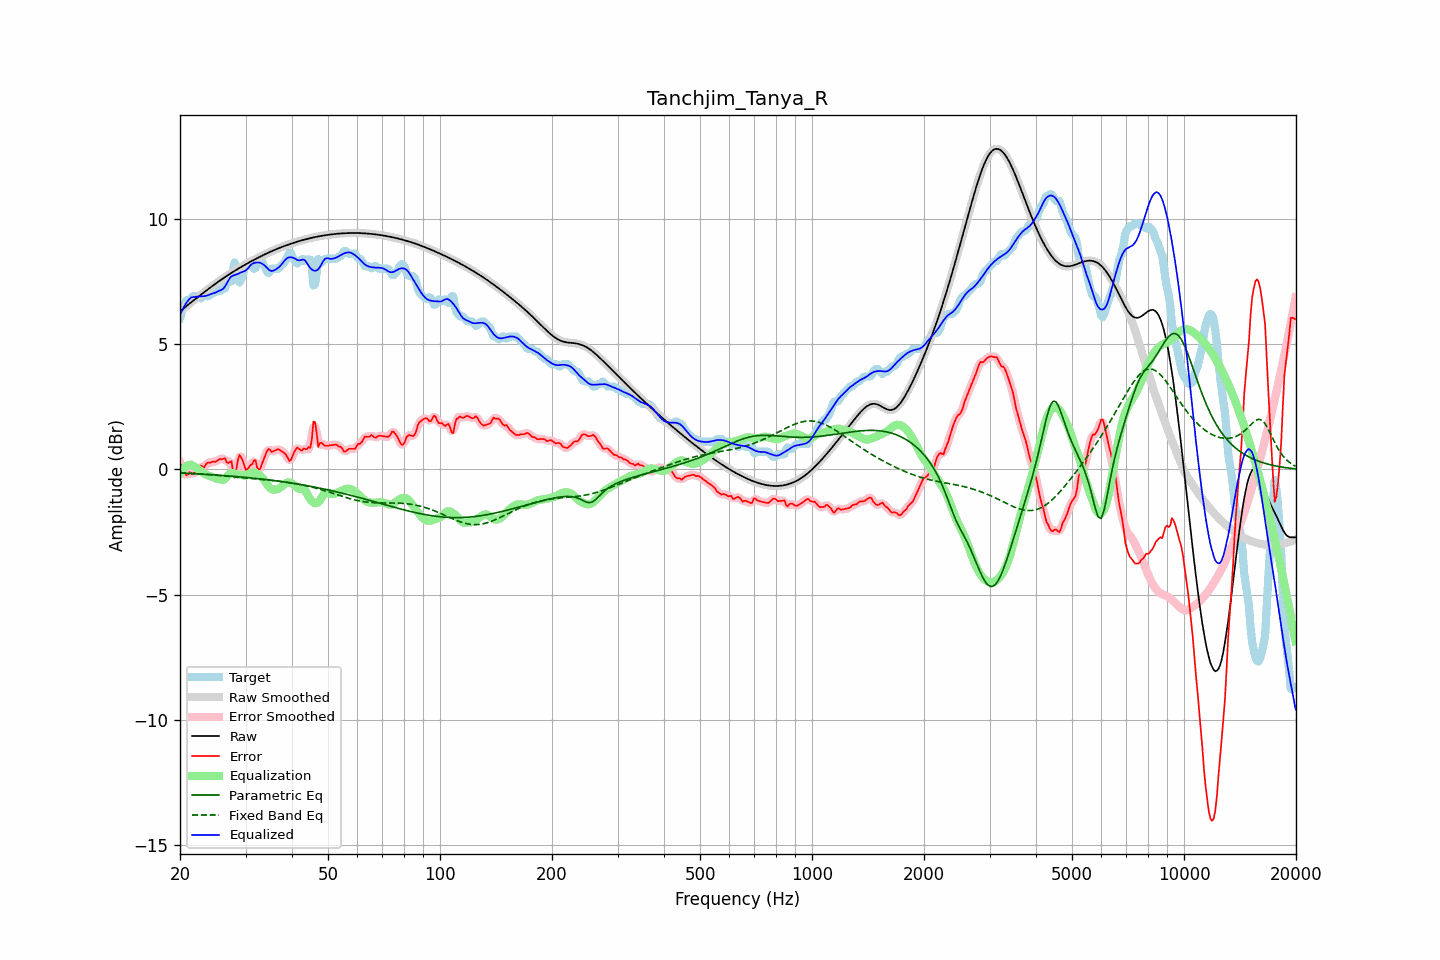 Tanchjim_Tanya_R
Amplitude (dBr)
10
5
0
−5
−10
−15
Target
Raw Smoothed
Error Smoothed
Raw
Error
Equalization
Parametric Eq
Fixed Band Eq
Equalized
20 50 100 200 500 1000 2000 5000 10000 20000
Frequency (Hz)